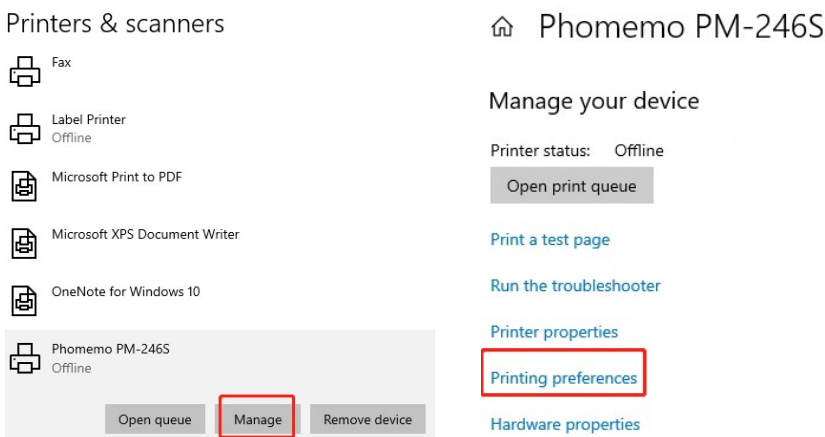 Printers & scanners
Fax
Label Printer
Offline
Microsoft Print to PDF
Microsoft XPS Document Writer
OneNote for Windows 10
Phomemo PM-246S
Offline
Open queue
Manage
Remove device
Phomemo PM-246S
Manage your device
Printer status: Offline
Open print queue
Print a test page
Run the troubleshooter
Printer properties
Printing preferences
Hardware properties